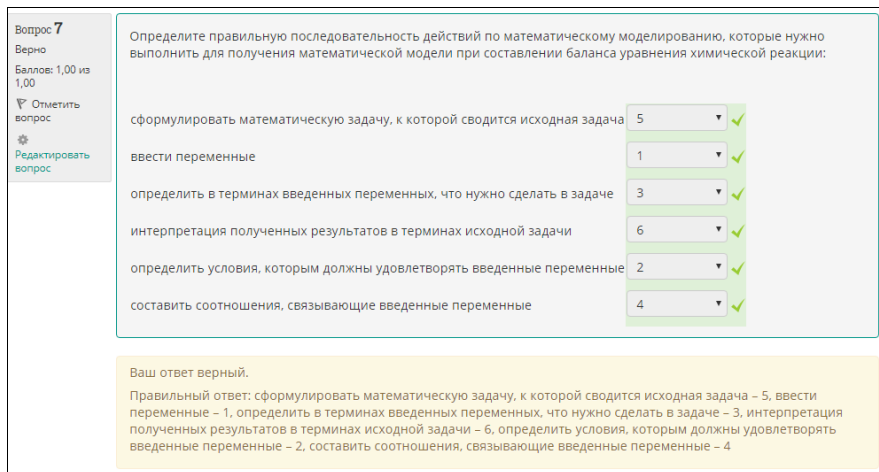 Вопрос 7
Верно
Баллов: 1,00 из
1,00
Отметить
вопрос
Редактировать
вопрос
Определите правильную последовательность действий по математическому моделированию, которые нужно
выполнить для получения математической модели при составлении баланса уравнения химической реакции:
сформулировать математическую задачу, к которой сводится исходная задача 5
ввести переменные 1
определить в терминах введенных переменных, что нужно сделать в задаче 3
интерпретация полученных результатов в терминах исходной задачи 6
определить условия, которым должны удовлетворять введенные переменные 2
составить соотношения, связывающие введенные переменные 4
Ваш ответ верный.
Правильный ответ: сформулировать математическую задачу, к которой сводится исходная задача – 5, ввести
переменные – 1, определить в терминах введенных переменных, что нужно сделать в задаче – 3, интерпретация
полученных результатов в терминах исходной задачи – 6, определить условия, которым должны удовлетворять
введенные переменные – 2, составить соотношения, связывающие введенные переменные – 4